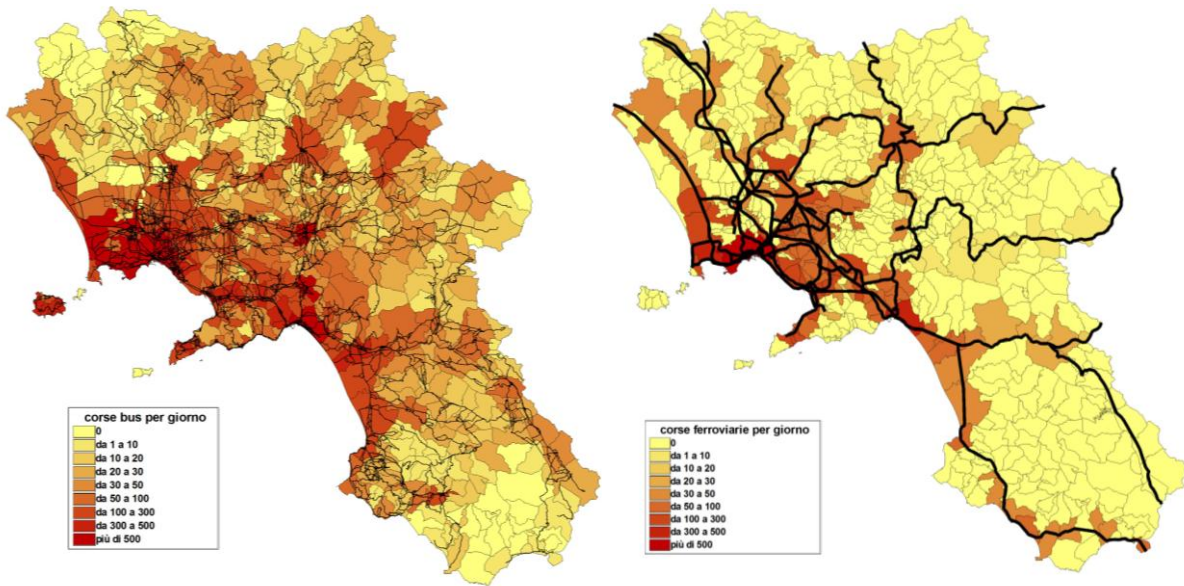 corse bus per giorno
0
da 1 a 10
da 10 a 20
da 20 a 30
da 30 a 50
da 50 a 100
da 100 a 300
da 300 a 500
più di 500
corse ferroviarie per giorno
0
da 1 a 10
da 10 a 20
da 20 a 30
da 30 a 50
da 50 a 100
da 100 a 300
da 300 a 500
più di 500